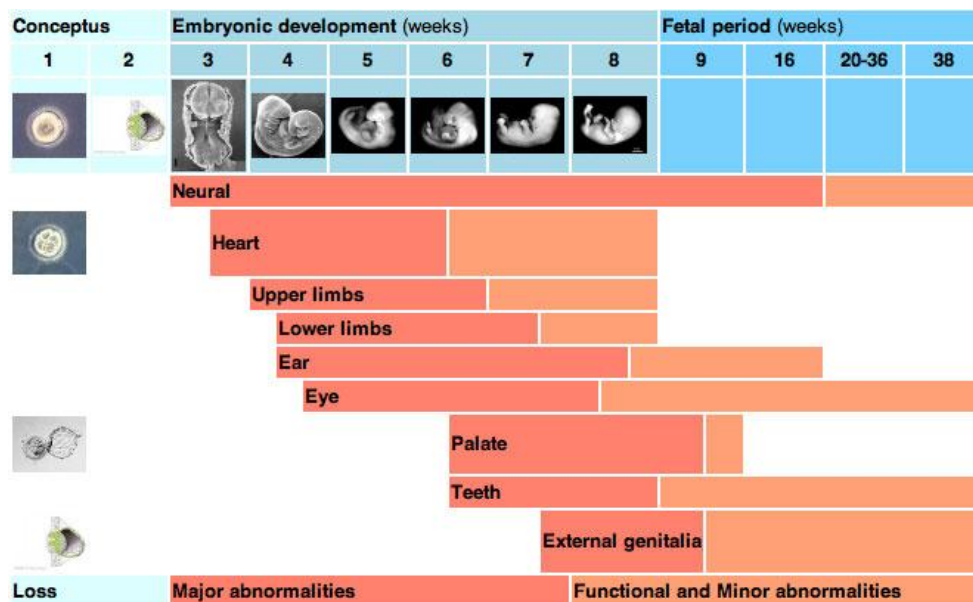 Conceptus Embryonic development (weeks) Fetal period (weeks)
1 2 3 4 5 6 7 8 9 16 20-36 38
Neural
Heart
Upper limbs
Lower limbs
Ear
Eye
Palate
Teeth
External genitalia
Loss Major abnormalities Functional and Minor abnormalities